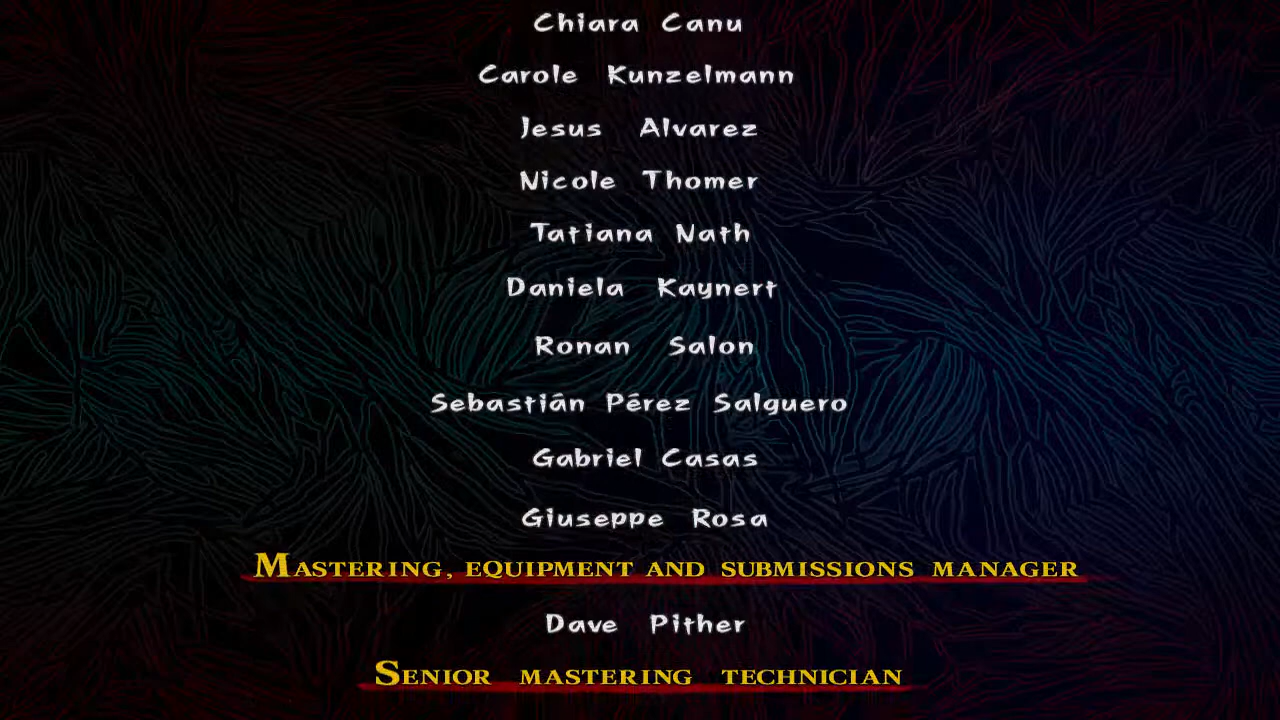 Chiara Canu
Carole Kunzelmann
Jesus Alvarez
Nicole Thomer
Tatiana Nath
Daniela Kaynert
Ronan Salon
Sebastián Pérez Salguero
Gabriel Casas
Giuseppe Rosa
Mastering, equipment and submissions manager
Dave Pither
Senior mastering technician